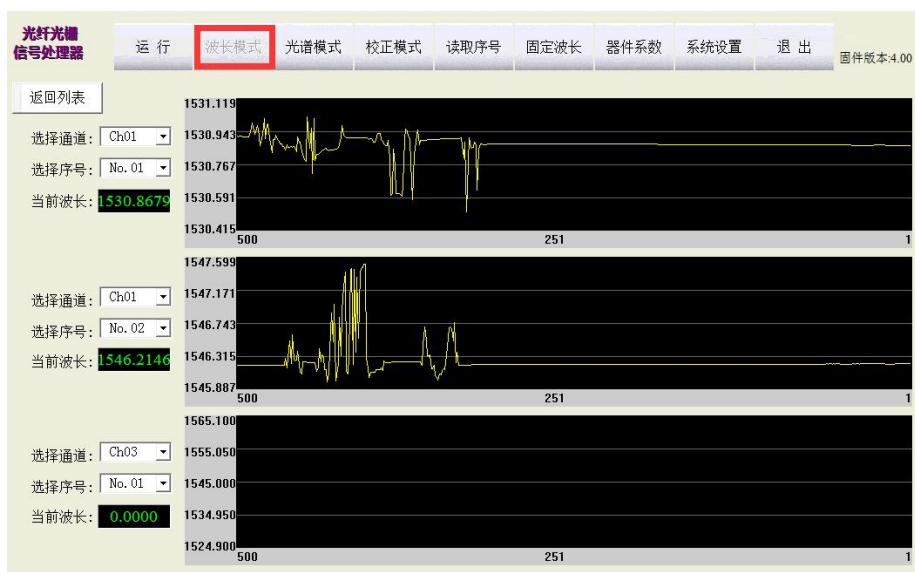 光纤光栅
信号处理器
运 行
波长模式
光谱模式
校正模式
读取序号
固定波长
器件系数
系统设置
退 出
固件版本:4.00
返回列表
选择通道: Ch01
选择序号: No.01
当前波长: 1530.8679
1531.119
1530.943
1530.767
1530.591
1530.415
500 251 1
选择通道: Ch01
选择序号: No.02
当前波长: 1546.2146
1547.599
1547.171
1546.743
1546.315
1545.887
500 251 1
选择通道: Ch03
选择序号: No.01
当前波长: 0.0000
1565.100
1555.050
1545.000
1534.950
1524.900
500 251 1